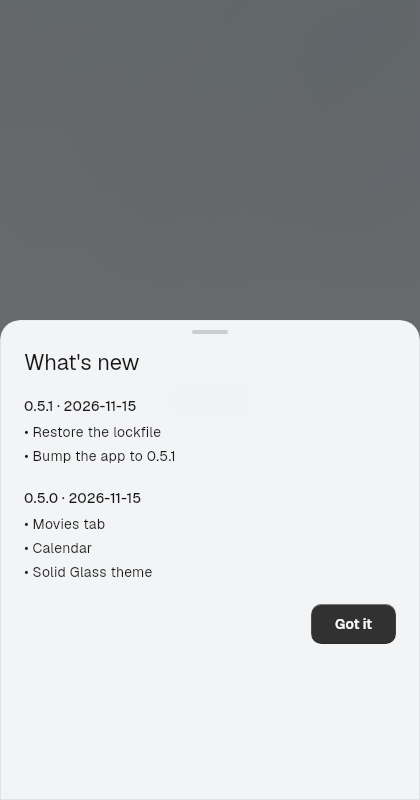 What's new
0.5.1 · 2026-11-15
• Restore the lockfile
• Bump the app to 0.5.1
0.5.0 · 2026-11-15
• Movies tab
• Calendar
• Solid Glass theme
Got it